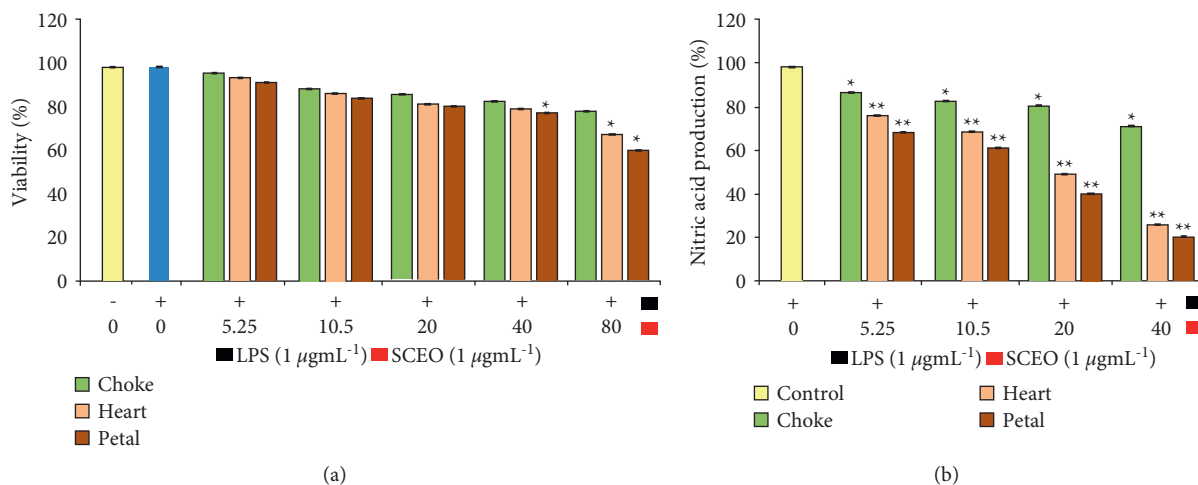 120
100
80
60
40
20
0
Viability (%)
*
*
*
- + + + + + +
0 0 5.25 10.5 20 40 80
LPS (1 µgmL-1) SCEO (1 µgmL-1)
Choke
Heart
Petal
(a)
120
100
80
60
40
20
0
Nitric acid production (%)
* ** **
* ** **
* ** **
* ** **
+ + + + +
0 5.25 10.5 20 40
LPS (1 µgmL-1) SCEO (1 µgmL-1)
Control Heart
Choke Petal
(b)